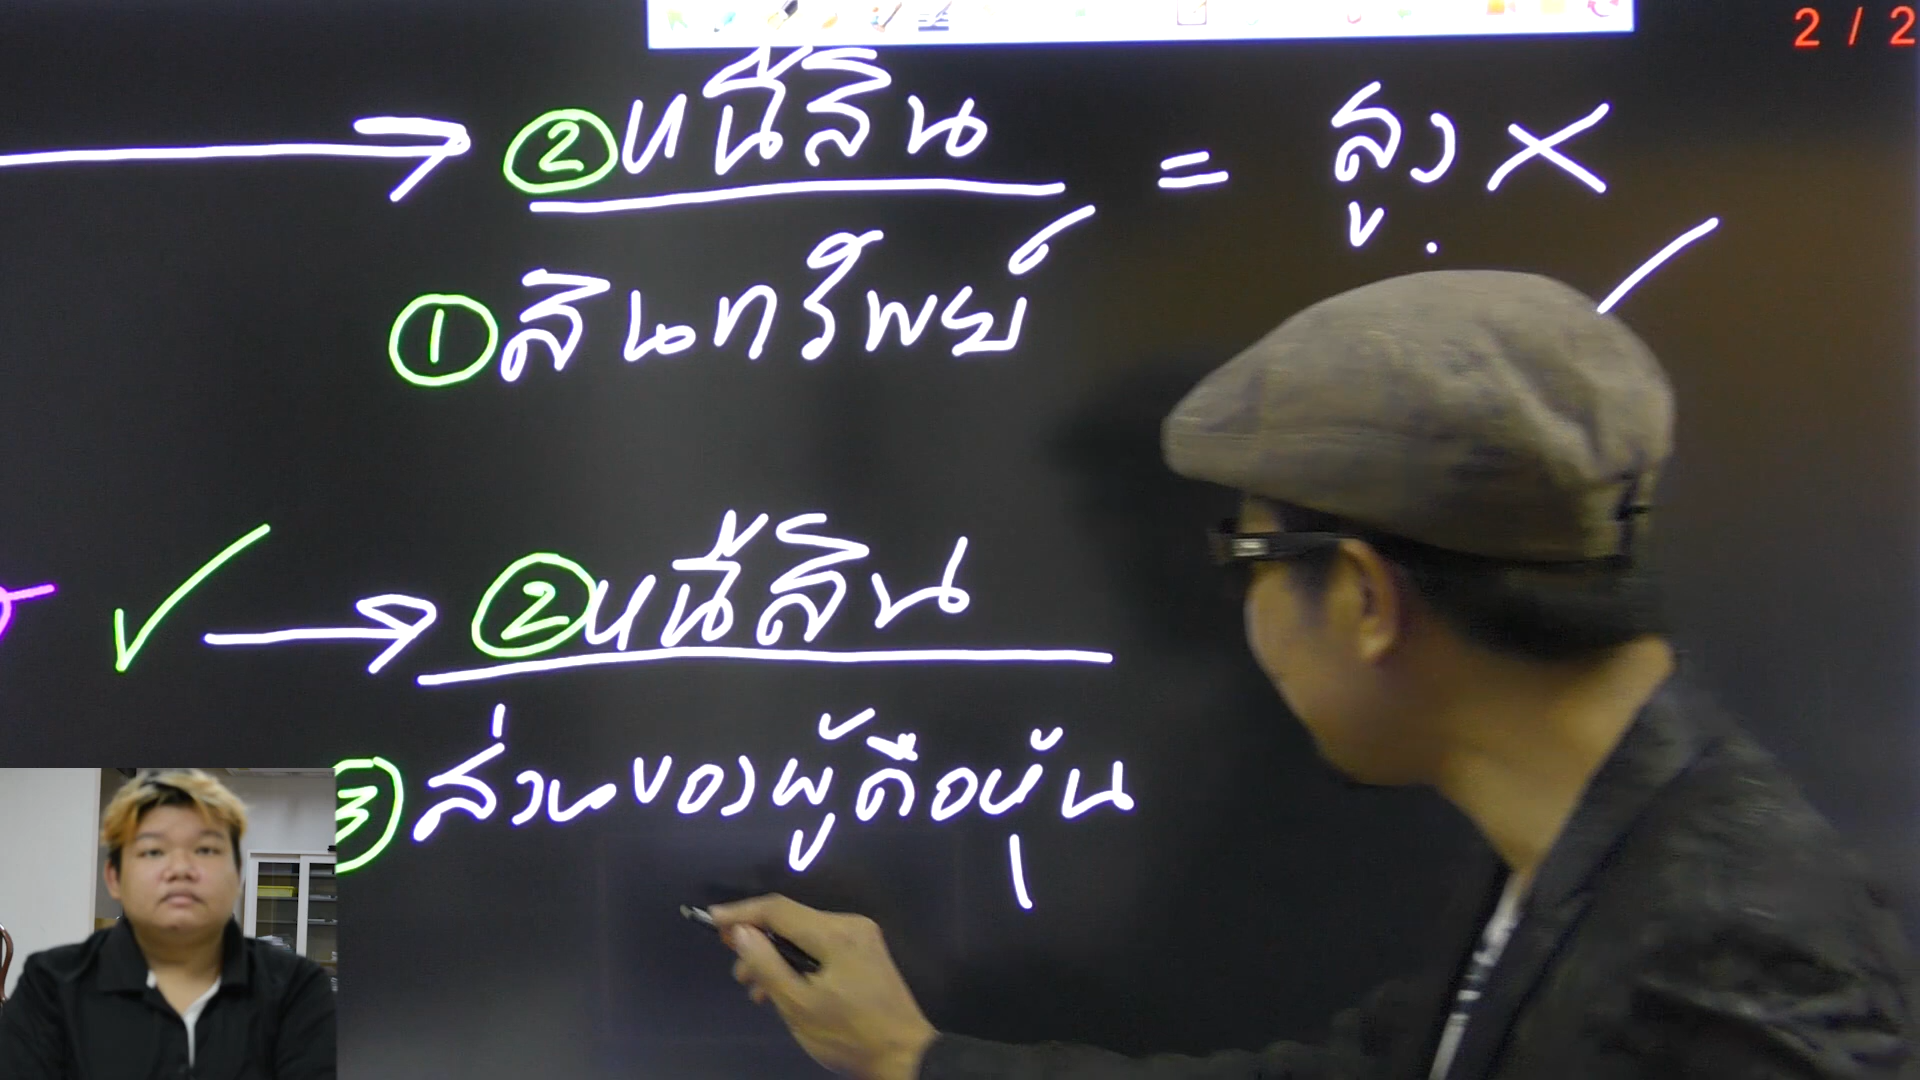 2 / 2
② หนี้สิน = สูง ×
① สินทรัพย์
② หนี้สิน
③ ส่วนของผู้ถือหุ้น